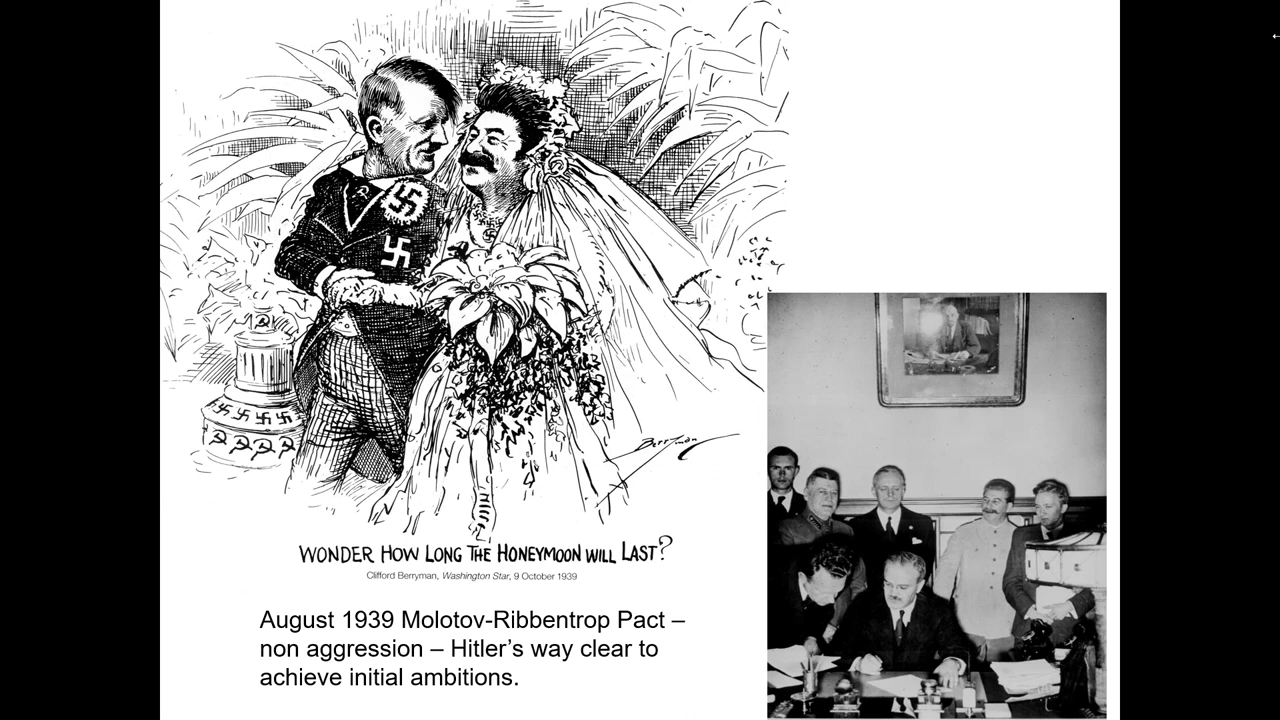 Berryman
WONDER HOW LONG THE HONEYMOON WILL LAST?
Clifford Berryman, Washington Star, 9 October 1939
August 1939 Molotov-Ribbentrop Pact –
non aggression – Hitler's way clear to
achieve initial ambitions.